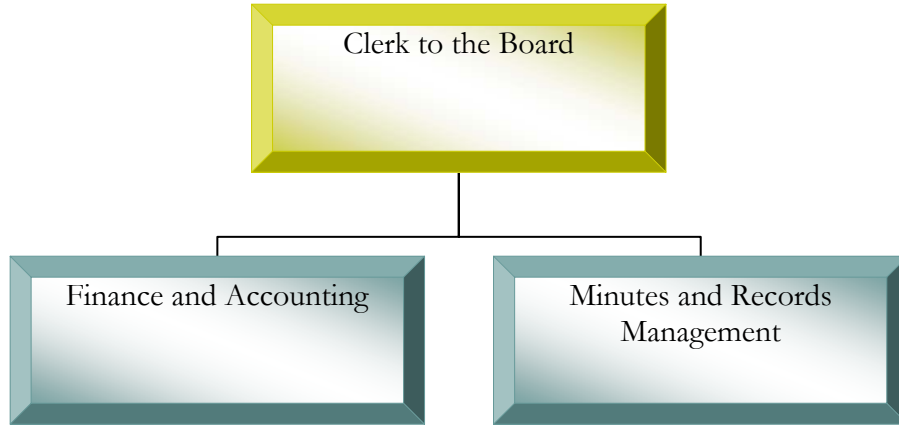 Clerk to the Board
Finance and Accounting
Minutes and Records
Management